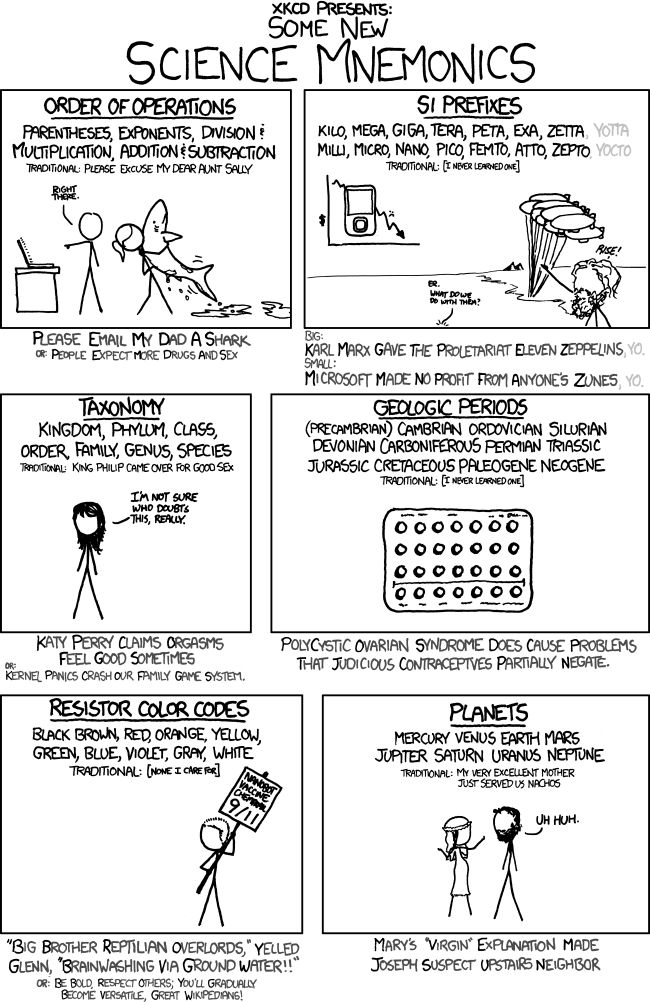 XKCD PRESENTS:
SOME NEW
SCIENCE MNEMONICS
ORDER OF OPERATIONS
PARENTHESES, EXPONENTS, DIVISION &
MULTIPLICATION, ADDITION & SUBTRACTION
TRADITIONAL: PLEASE EXCUSE MY DEAR AUNT SALLY
RIGHT
THERE.
PLEASE EMAIL MY DAD A SHARK
OR: PEOPLE EXPECT MORE DRUGS AND SEX
SI PREFIXES
KILO, MEGA, GIGA, TERA, PETA, EXA, ZETTA, YOTTA
MILLI, MICRO, NANO, PICO, FEMTO, ATTO, ZEPTO, YOCTO
TRADITIONAL: [I NEVER LEARNED ONE]
$
RISE!
ER.
WHAT DO WE
DO WITH THEM?
BIG:
KARL MARX GAVE THE PROLETARIAT ELEVEN ZEPPELINS, YO.
SMALL:
MICROSOFT MADE NO PROFIT FROM ANYONE'S ZUNES, YO.
TAXONOMY
KINGDOM, PHYLUM, CLASS,
ORDER, FAMILY, GENUS, SPECIES
TRADITIONAL: KING PHILIP CAME OVER FOR GOOD SEX
I'M NOT SURE
WHO DOUBTS
THIS, REALLY.
KATY PERRY CLAIMS ORGASMS
FEEL GOOD SOMETIMES
OR:
KERNEL PANICS CRASH OUR FAMILY GAME SYSTEM.
GEOLOGIC PERIODS
(PRECAMBRIAN) CAMBRIAN ORDOVICIAN SILURIAN
DEVONIAN CARBONIFEROUS PERMIAN TRIASSIC
JURASSIC CRETACEOUS PALEOGENE NEOGENE
TRADITIONAL: [I NEVER LEARNED ONE]
POLYCYSTIC OVARIAN SYNDROME DOES CAUSE PROBLEMS
THAT JUDICIOUS CONTRACEPTVES PARTIALLY NEGATE.
RESISTOR COLOR CODES
BLACK BROWN, RED, ORANGE, YELLOW,
GREEN, BLUE, VIOLET, GRAY, WHITE
TRADITIONAL: [NONE I CARE FOR]
NANOBOT
VACCINE
CHEMTRAIL
9/11
"BIG BROTHER REPTILIAN OVERLORDS," YELLED
GLENN, "BRAINWASHING VIA GROUND WATER!!"
OR: BE BOLD, RESPECT OTHERS; YOU'LL GRADUALLY
BECOME VERSATILE, GREAT WIKIPEDIANS!
PLANETS
MERCURY VENUS EARTH MARS
JUPITER SATURN URANUS NEPTUNE
TRADITIONAL: MY VERY EXCELLENT MOTHER
JUST SERVED US NACHOS
UH HUH.
MARY'S "VIRGIN" EXPLANATION MADE
JOSEPH SUSPECT UPSTAIRS NEIGHBOR